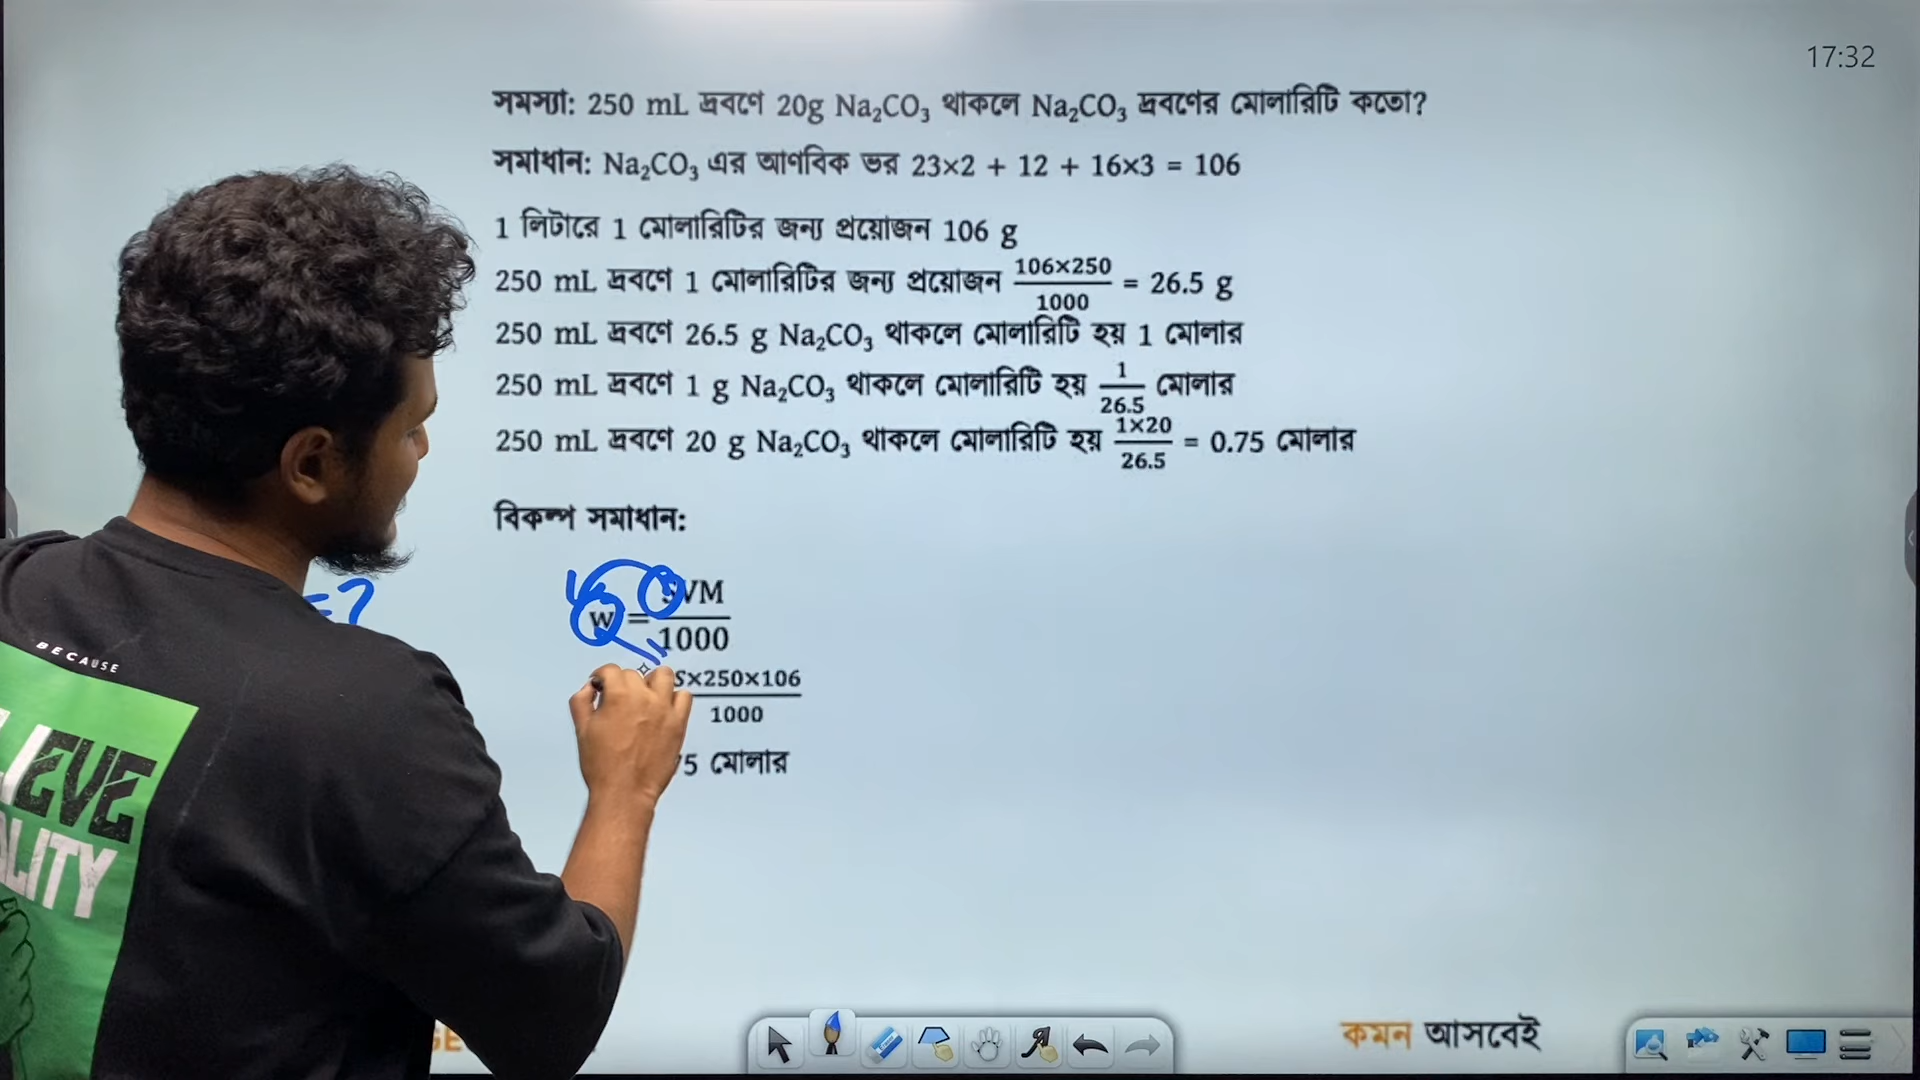 17:32
সমস্যা: 250 mL দ্রবণে 20g Na₂CO₃ থাকলে Na₂CO₃ দ্রবণের মোলারিটি কতো?
সমাধান: Na₂CO₃ এর আণবিক ভর 23×2 + 12 + 16×3 = 106
1 লিটারে 1 মোলারিটির জন্য প্রয়োজন 106 g
250 mL দ্রবণে 1 মোলারিটির জন্য প্রয়োজন 106×250/1000 = 26.5 g
250 mL দ্রবণে 26.5 g Na₂CO₃ থাকলে মোলারিটি হয় 1 মোলার
250 mL দ্রবণে 1 g Na₂CO₃ থাকলে মোলারিটি হয় 1/26.5 মোলার
250 mL দ্রবণে 20 g Na₂CO₃ থাকলে মোলারিটি হয় 1×20/26.5 = 0.75 মোলার
বিকল্প সমাধান:
=?
w = SVM/1000
S×250×106/1000
75 মোলার
BECAUSE
কমন আসবেই